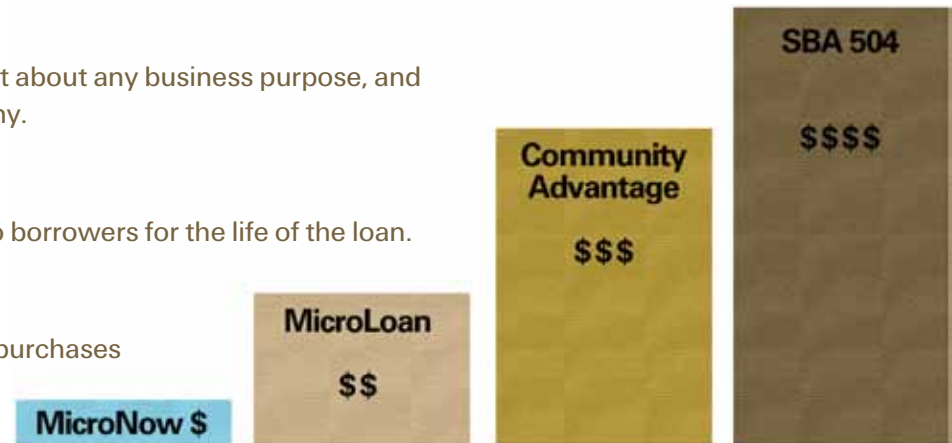 t about any business purpose, and
ny.
o borrowers for the life of the loan.
purchases
MicroNow $
MicroLoan
$$
Community
Advantage
$$$
SBA 504
$$$$